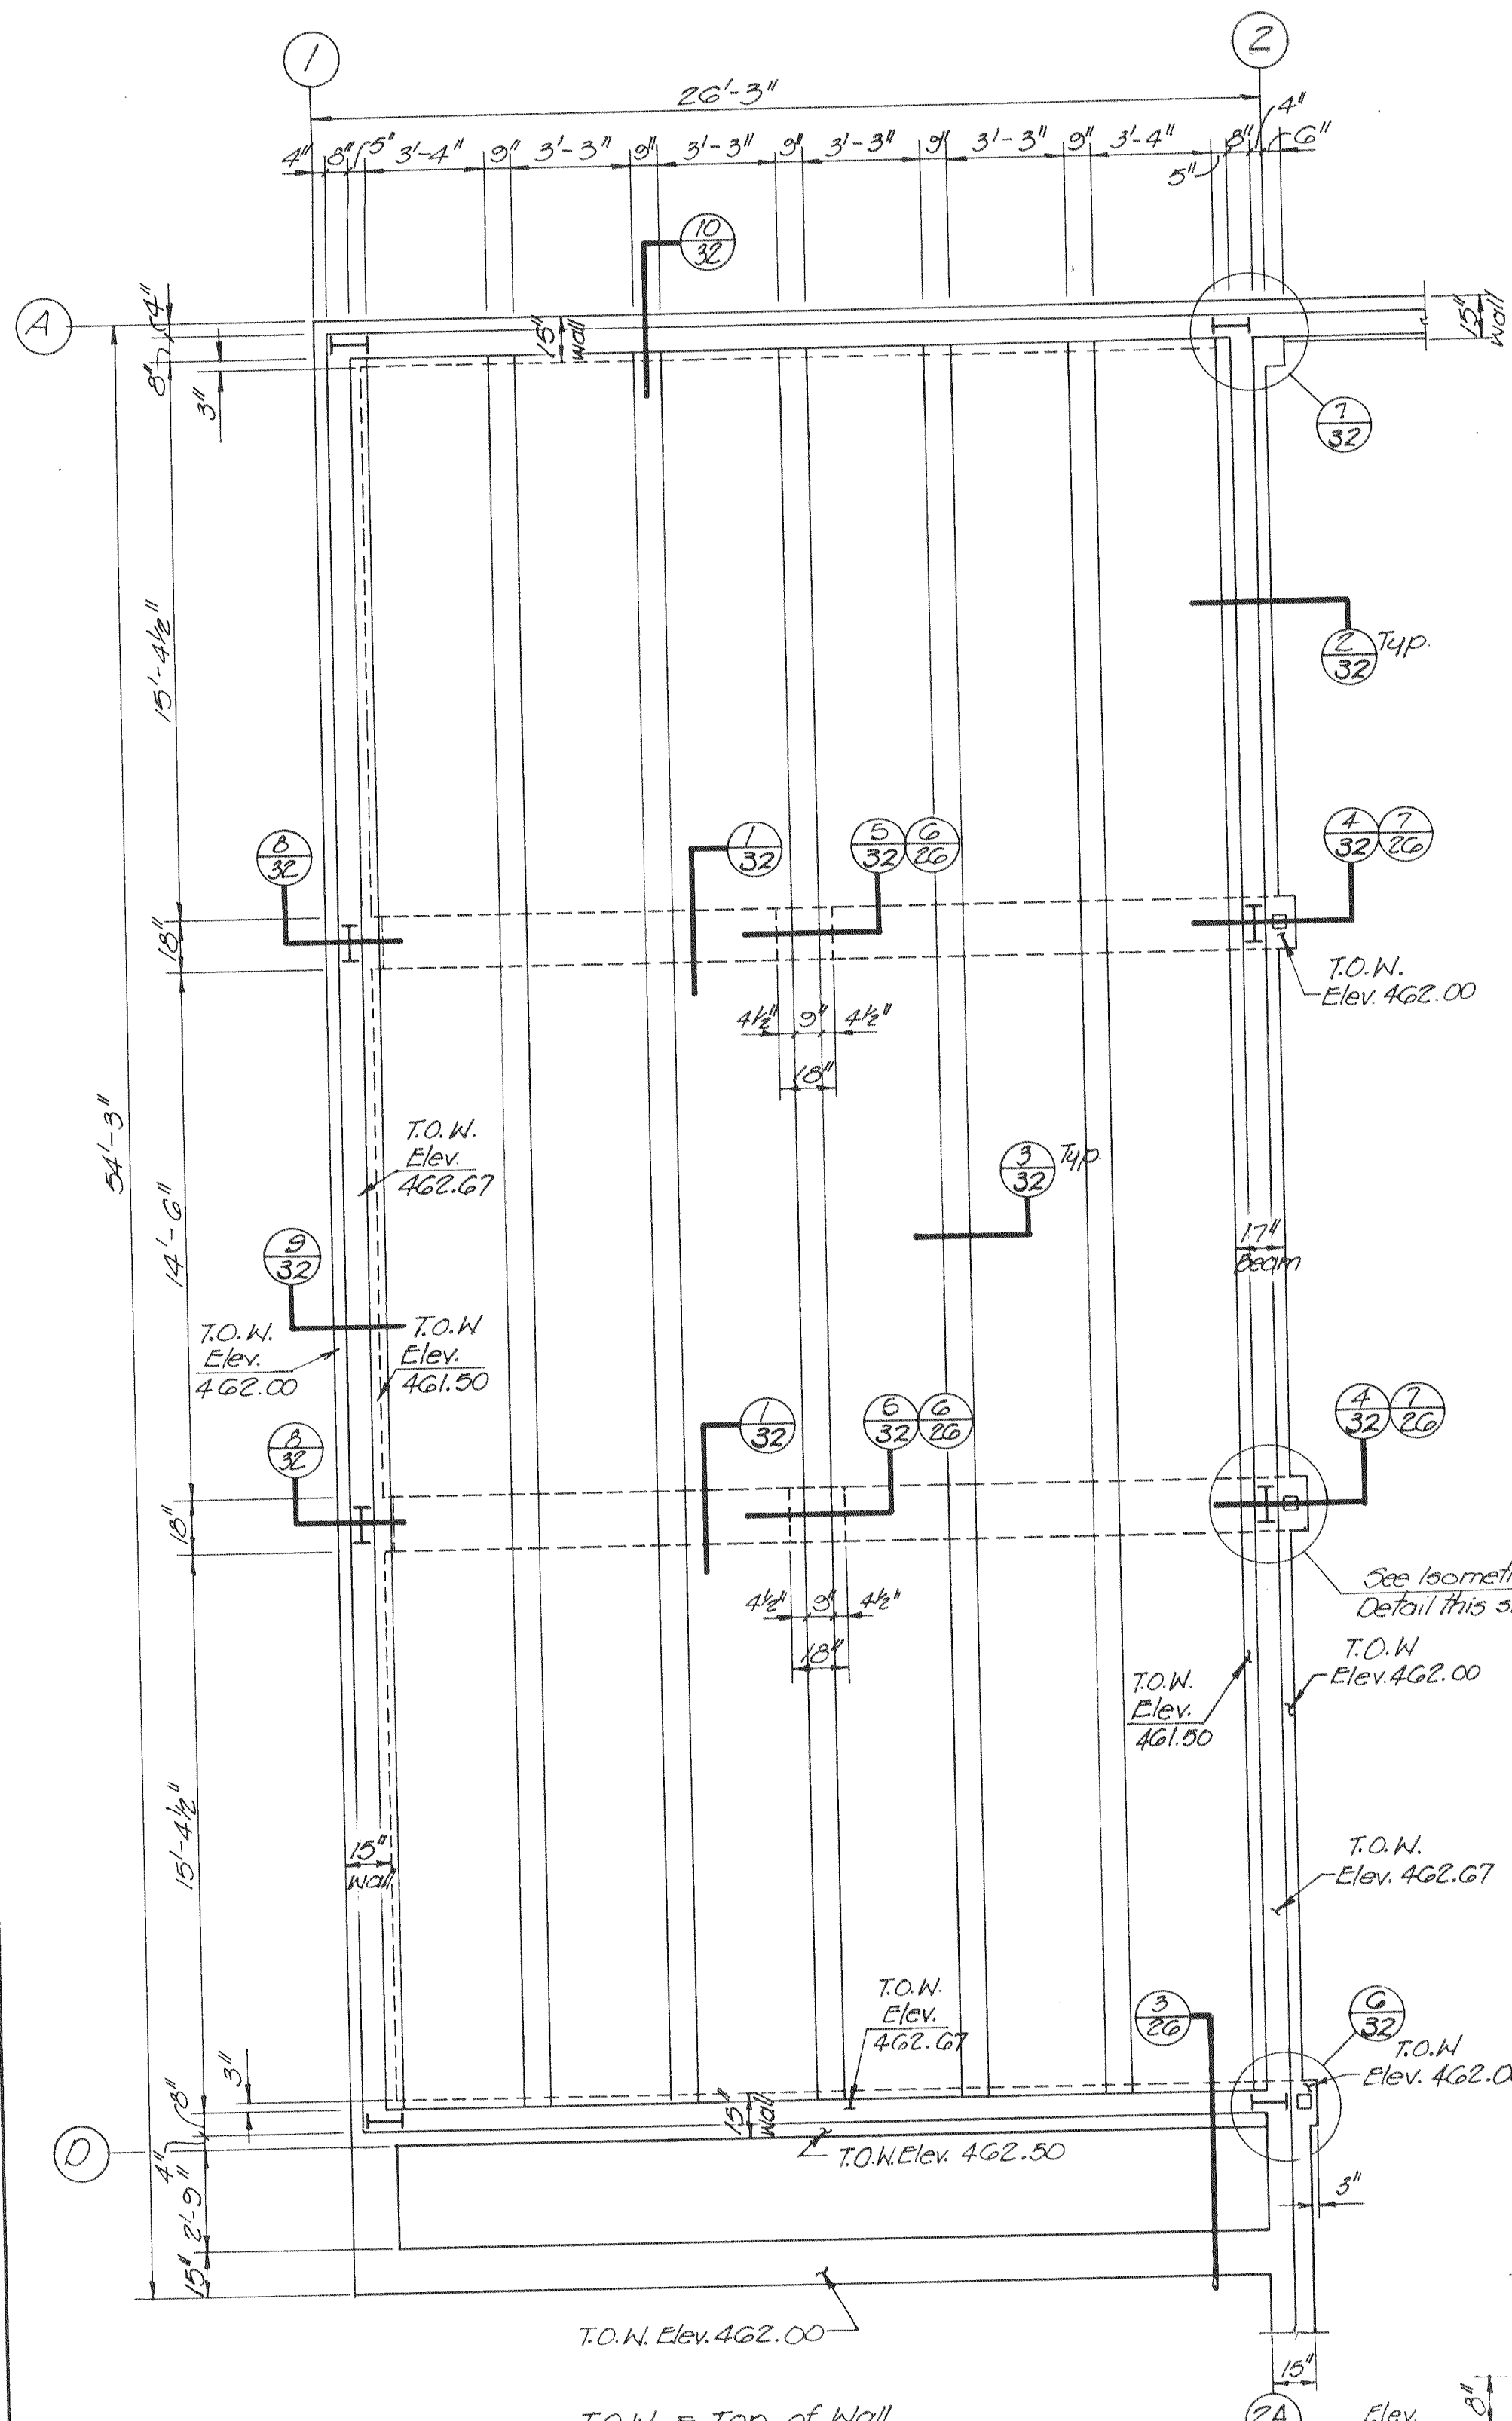 1
2
26'-3"
4" 8" 5" 3'-4" 9" 3'-3" 9" 3'-3" 9" 3'-3" 9" 3'-3" 9" 3'-4" 5" 8" 4" 6"
10
32
A
4"
8"
3"
15"
Wall
15"
Wall
7
32
15'-4½"
2
32
Typ.
8
32
1
32
5
32
6
26
4
32
7
26
18"
T.O.W.
Elev. 462.00
4½" 9" 4½"
18"
54'-3"
T.O.W.
Elev.
462.67
3
32
Typ.
14'-6"
9
32
17"
Beam
T.O.W.
Elev.
462.00
T.O.W
Elev.
461.50
8
32
1
32
5
32
6
26
4
32
7
26
18"
See
Detail this
4½" 9" 4½"
18"
T.O.W
Elev. 462.00
T.O.W.
Elev.
461.50
15'-4½"
15"
Wall
T.O.W.
Elev. 462.67
T.O.W.
Elev.
462.67
3
26
6
32
T.O.W
Elev.
3"
8"
15"
Wall
D
4"
T.O.W. Elev. 462.50
2'-9"
3"
15"
T.O.W. Elev. 462.00
15"
T.O.W. = Top of Wall
2A
Elev.
8"